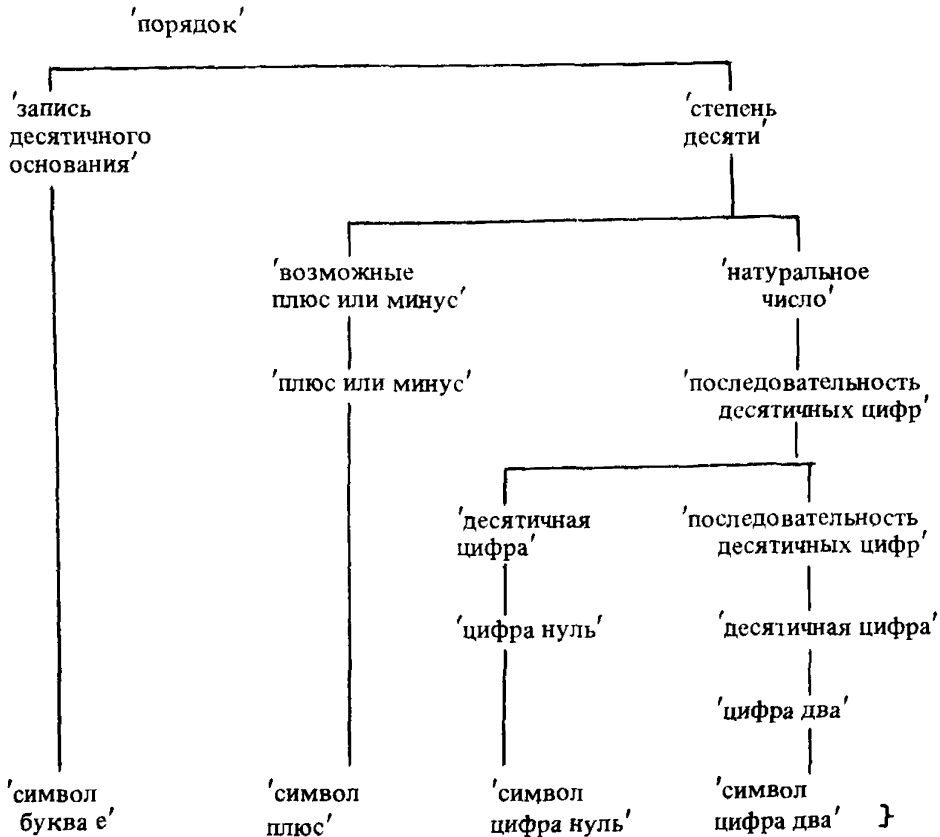 'порядок'
'запись
десятичного
основания'
'степень
десяти'
'возможные
плюс или минус'
'натуральное
число'
'плюс или минус'
'последовательность
десятичных цифр'
'десятичная
цифра'
'последовательность
десятичных цифр'
'цифра нуль'
'десятичная цифра'
'цифра два'
'символ
буква е'
'символ
плюс'
'символ
цифра нуль'
'символ
цифра два' }